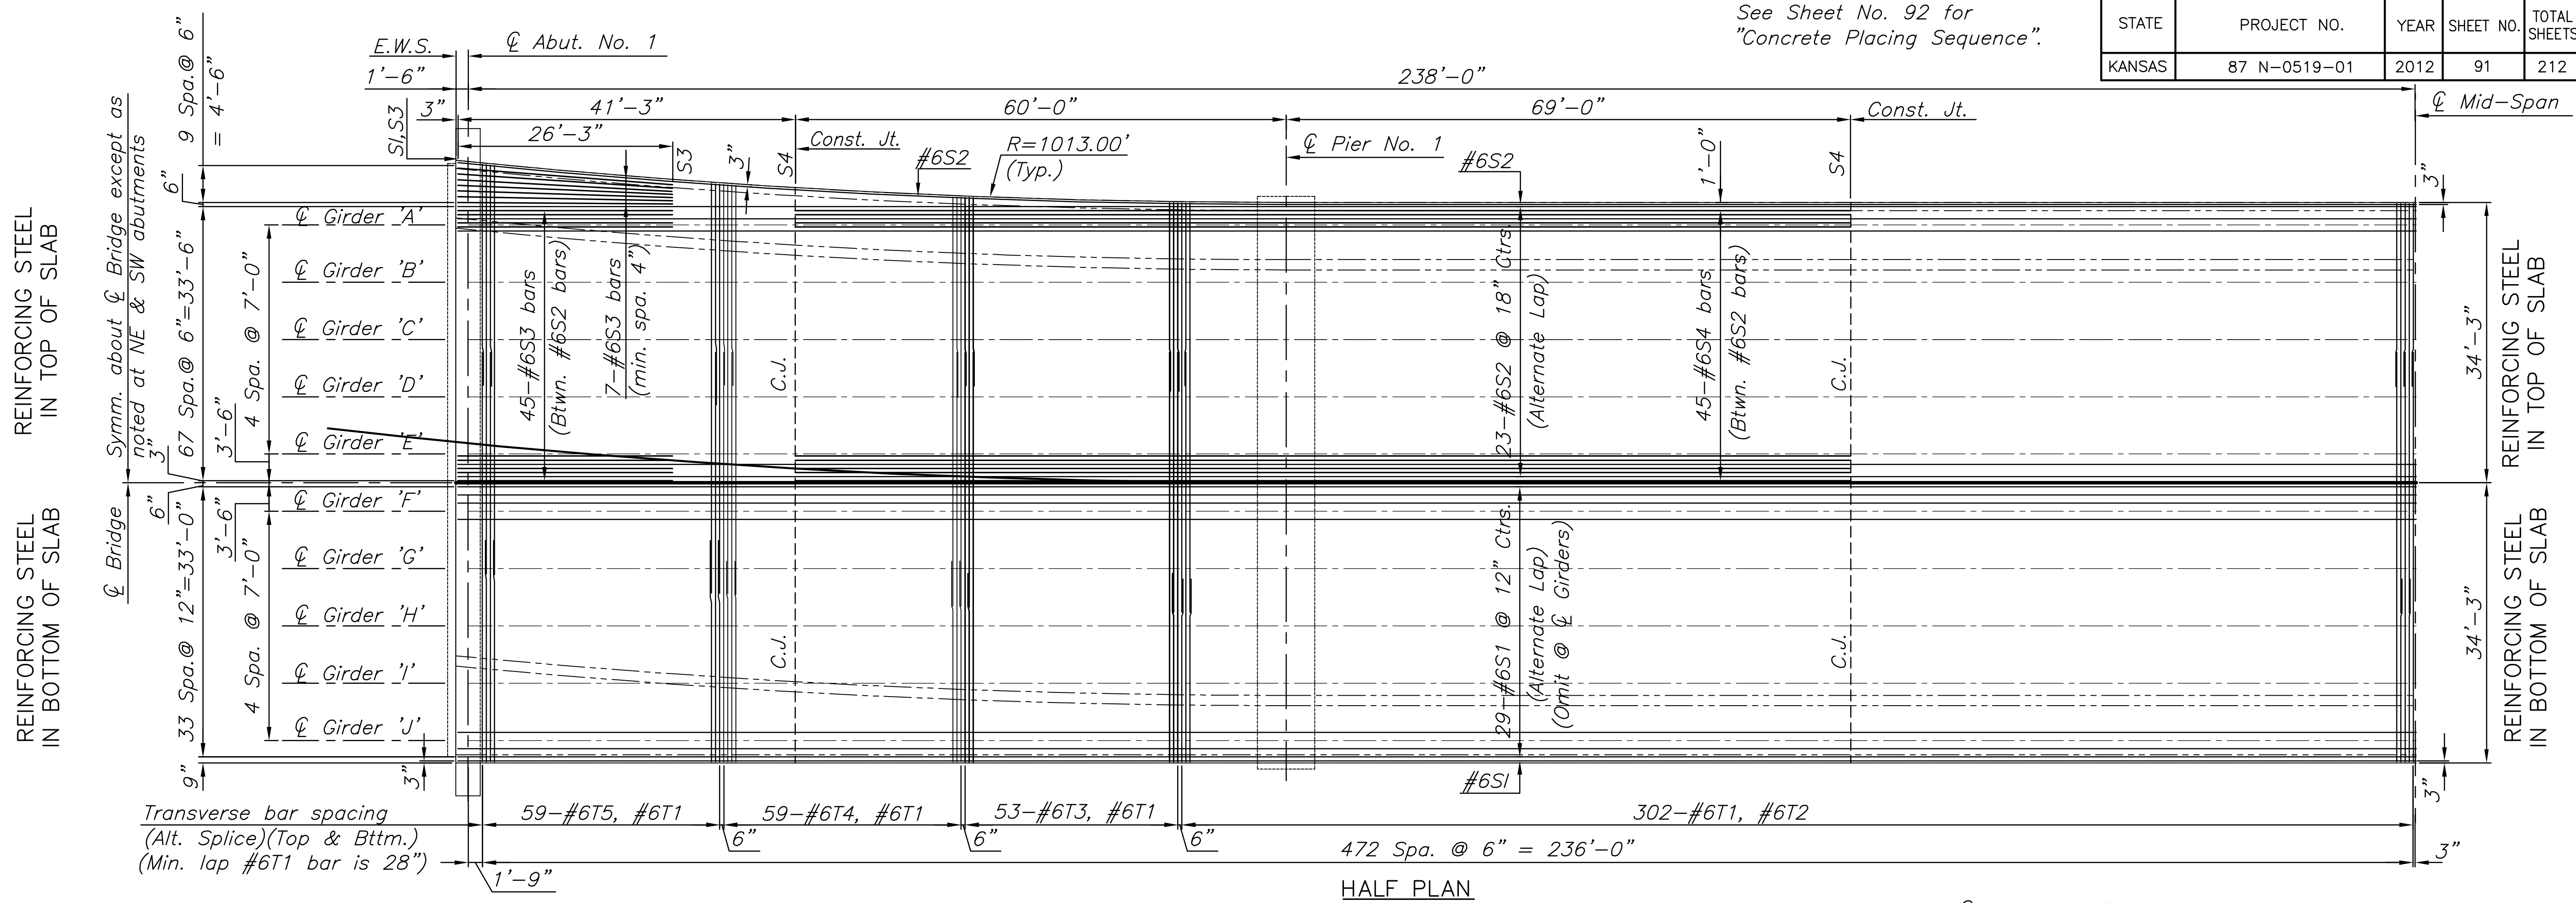 See Sheet No. 92 for
"Concrete Placing Sequence".
STATE
PROJECT NO.
YEAR
SHEET NO.
TOTAL
SHEETS
KANSAS
87 N-0519-01
2012
91
212
E.W.S.
℄ Abut. No. 1
1'-6"
238'-0"
℄ Mid-Span
3"
41'-3"
60'-0"
69'-0"
Const. Jt.
26'-3"
Const. Jt.
℄ Pier No. 1
S1,S3
S3
3"
S4
#6S2
R=1013.00'
(Typ.)
#6S2
1'-0"
S4
3"
9 Spa.@ 6"
= 4'-6"
6"
REINFORCING STEEL
IN TOP OF SLAB
Symm. about ℄ Bridge except as
noted at NE & SW abutments
3"
67 Spa.@ 6"=33'-6"
3'-6"
4 Spa. @ 7'-0"
℄ Girder 'A'
℄ Girder 'B'
℄ Girder 'C'
℄ Girder 'D'
℄ Girder 'E'
45-#6S3 bars
(Btwn. #6S2 bars)
7-#6S3 bars
(min. spa. 4")
C.J.
23-#6S2 @ 18" Ctrs.
(Alternate Lap)
45-#6S4 bars
(Btwn. #6S2 bars)
C.J.
34'-3"
REINFORCING STEEL
IN TOP OF SLAB
REINFORCING STEEL
IN BOTTOM OF SLAB
℄ Bridge
6"
33 Spa.@ 12"=33'-0"
3'-6"
4 Spa. @ 7'-0"
℄ Girder 'F'
℄ Girder 'G'
℄ Girder 'H'
℄ Girder 'I'
℄ Girder 'J'
9"
3"
C.J.
29-#6S1 @ 12" Ctrs.
(Alternate Lap)
(Omit @ ℄ Girders)
C.J.
34'-3"
REINFORCING STEEL
IN BOTTOM OF SLAB
#6S1
3"
Transverse bar spacing
(Alt. Splice)(Top & Bttm.)
(Min. lap #6T1 bar is 28")
59-#6T5, #6T1
59-#6T4, #6T1
53-#6T3, #6T1
302-#6T1, #6T2
6"
6"
6"
472 Spa. @ 6" = 236'-0"
3"
1'-9"
HALF PLAN